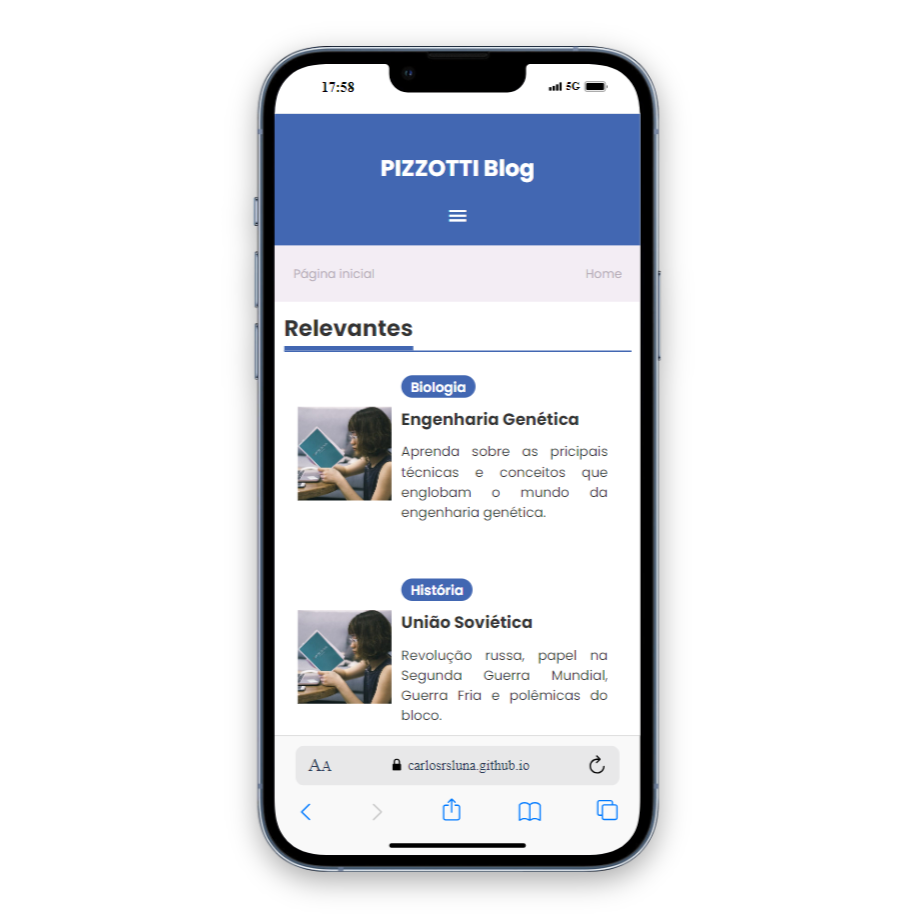 17:58 5G
PIZZOTTI Blog
Página inicial Home
Relevantes
Biologia
Engenharia Genética
Aprenda sobre as pricipais
técnicas e conceitos que
englobam o mundo da
engenharia genética.
História
União Soviética
Revolução russa, papel na
Segunda Guerra Mundial,
Guerra Fria e polêmicas do
bloco.
AA carlosrsluna.github.io